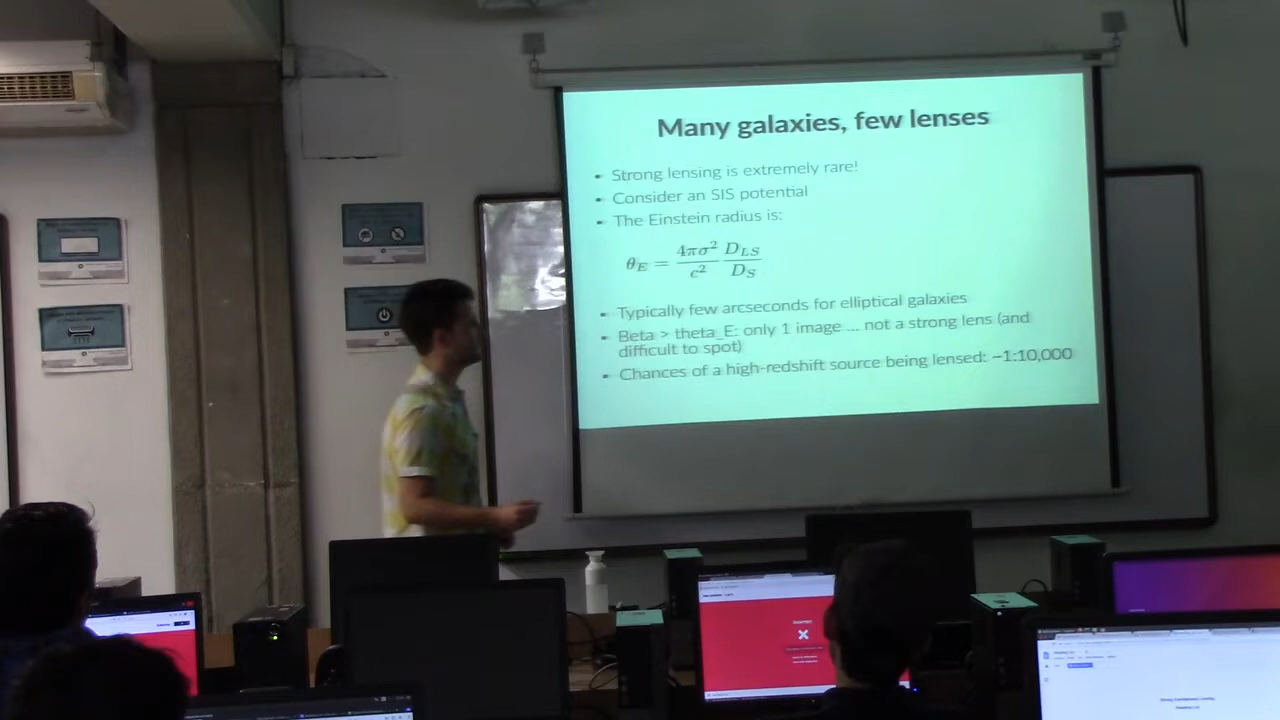 Many galaxies, few lenses
• Strong lensing is extremely rare!
• Consider an SIS potential
• The Einstein radius is:
θ_E = 4πσ²/c² D_LS/D_S
• Typically few arcseconds for elliptical galaxies
• Beta > theta_E: only 1 image ... not a strong lens (and
difficult to spot)
• Chances of a high-redshift source being lensed: ~1:10,000